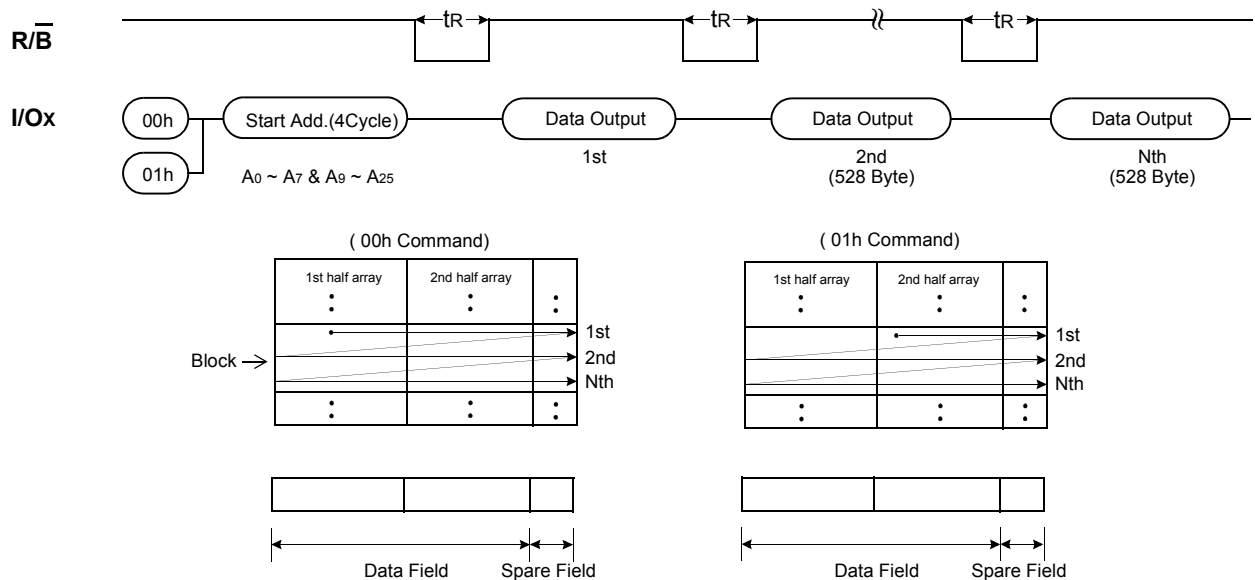 tR tR tR
R/B̅
I/Ox 00h Start Add.(4Cycle) Data Output Data Output Data Output
01h A0 ~ A7 & A9 ~ A25 1st 2nd Nth
(528 Byte) (528 Byte)
( 00h Command) ( 01h Command)
1st half array 2nd half array 1st half array 2nd half array
1st 1st
Block 2nd 2nd
Nth Nth
Data Field Spare Field Data Field Spare Field